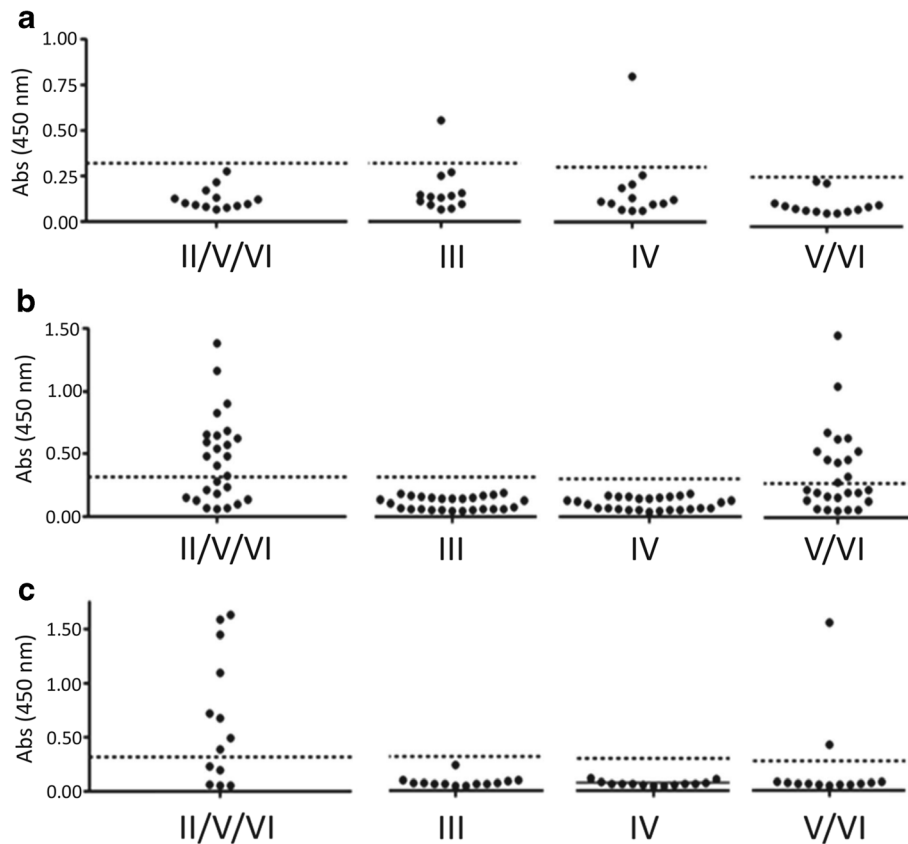 a
Abs (450 nm)
1.00
0.75
0.50
0.25
0.00
II/V/VI III IV V/VI
b
Abs (450 nm)
1.50
1.00
0.50
0.00
II/V/VI III IV V/VI
c
Abs (450 nm)
1.50
1.00
0.50
0.00
II/V/VI III IV V/VI